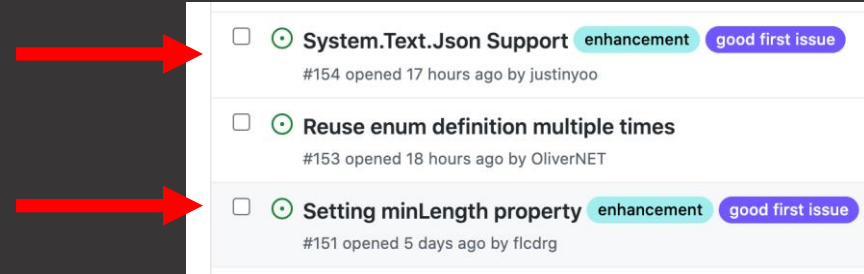 System.Text.Json Support enhancement good first issue
#154 opened 17 hours ago by justinyoo
Reuse enum definition multiple times
#153 opened 18 hours ago by OliverNET
Setting minLength property enhancement good first issue
#151 opened 5 days ago by flcdrg